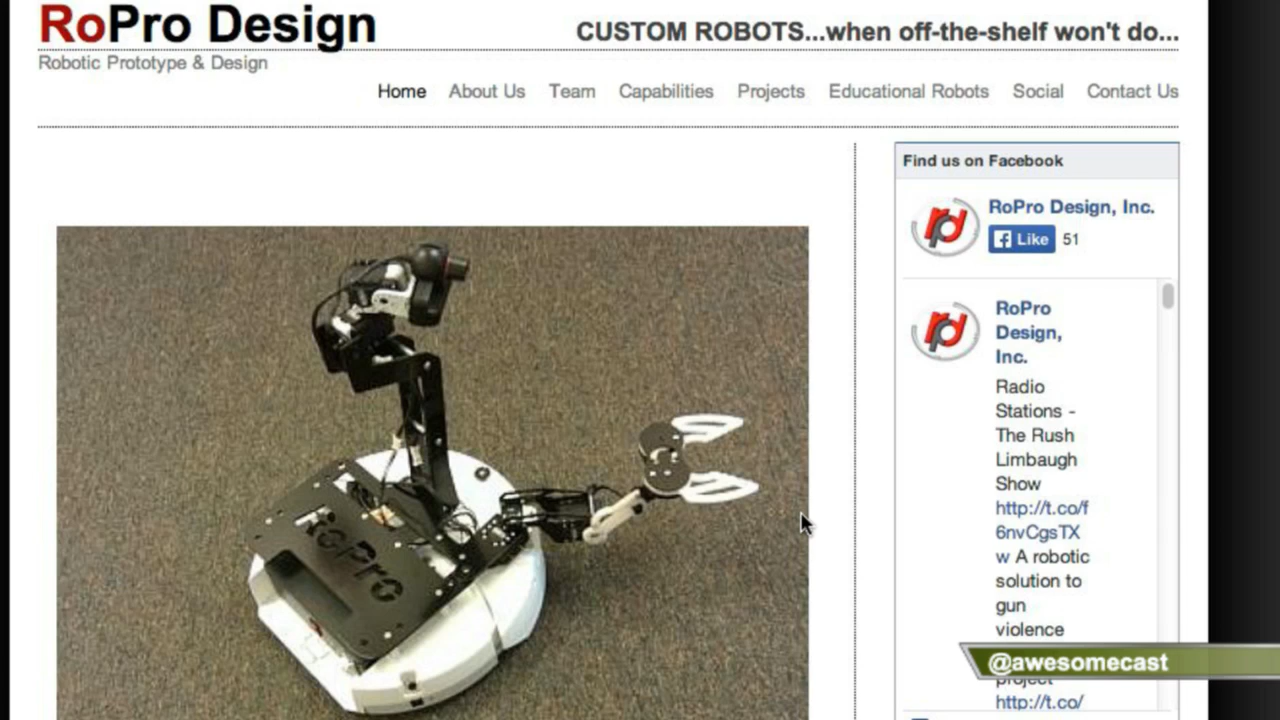 RoPro Design
CUSTOM ROBOTS...when off-the-shelf won't do...
Robotic Prototype & Design
Home About Us Team Capabilities Projects Educational Robots Social Contact Us
Find us on Facebook
RoPro Design, Inc.
Like 51
RoPro
Design,
Inc.
Radio
Stations -
The Rush
Limbaugh
Show
http://t.co/f
6nvCgsTX
w A robotic
solution to
gun
violence
@awesomecast
project
http://t.co/
RoPro